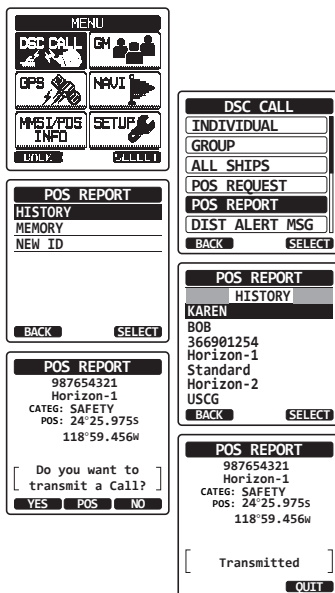 MENU
DSC CALL GM
GPS NAVI
MMSI/POS INFO SETUP
BACK SELECT
DSC CALL
INDIVIDUAL
GROUP
ALL SHIPS
POS REQUEST
POS REPORT
DIST ALERT MSG
BACK SELECT
POS REPORT
HISTORY
MEMORY
NEW ID
BACK SELECT
POS REPORT
HISTORY
KAREN
BOB
366901254
Horizon-1
Standard
Horizon-2
USCG
BACK SELECT
POS REPORT
987654321
Horizon-1
CATEG: SAFETY
POS: 24°25.975S
118°59.456W
Do you want to
transmit a Call?
YES POS NO
POS REPORT
987654321
Horizon-1
CATEG: SAFETY
POS: 24°25.975S
118°59.456W
Transmitted
QUIT